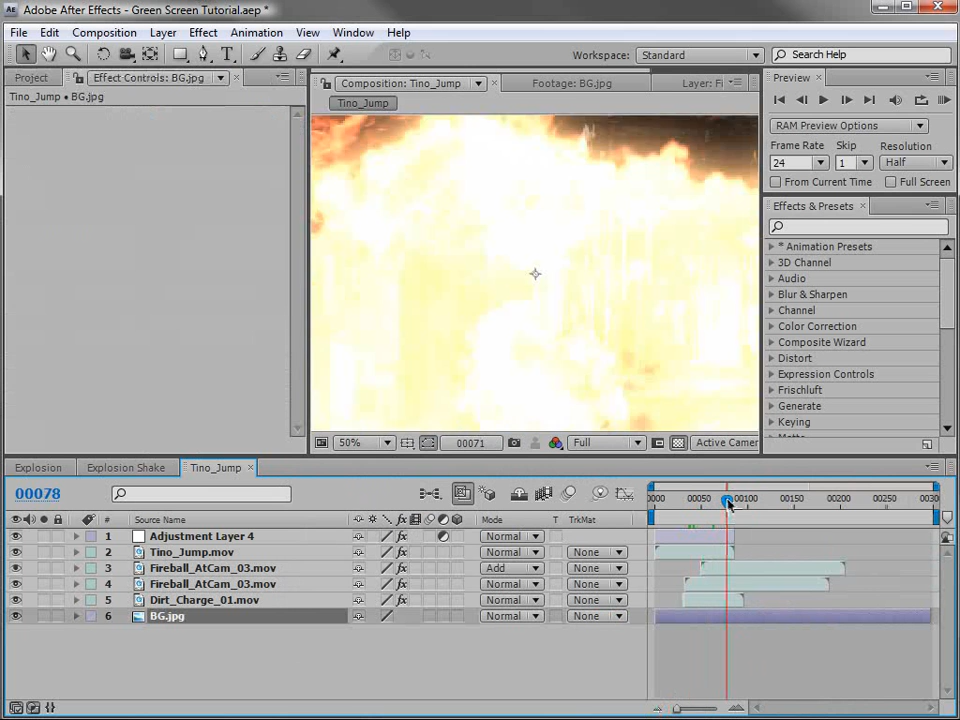 Adobe After Effects - Green Screen Tutorial.aep *
File Edit Composition Layer Effect Animation View Window Help
Workspace: Standard Search Help
Project Effect Controls: BG.jpg
Tino_Jump • BG.jpg
Composition: Tino_Jump Footage: BG.jpg Layer: Fi
Tino_Jump
Preview
RAM Preview Options
Frame Rate Skip Resolution
24 1 Half
From Current Time Full Screen
Effects & Presets
* Animation Presets
3D Channel
Audio
Blur & Sharpen
Channel
Color Correction
Composite Wizard
Distort
Expression Controls
Frischluft
Generate
Keying
50% 00071 Full Active Camer
Explosion Explosion Shake Tino_Jump
00078
0000 00050 00100 00150 00200 00250 0030
# Source Name Mode T TrkMat
1 Adjustment Layer 4 Normal
2 Tino_Jump.mov Normal None
3 Fireball_AtCam_03.mov Add None
4 Fireball_AtCam_03.mov Normal None
5 Dirt_Charge_01.mov Normal None
6 BG.jpg Normal None